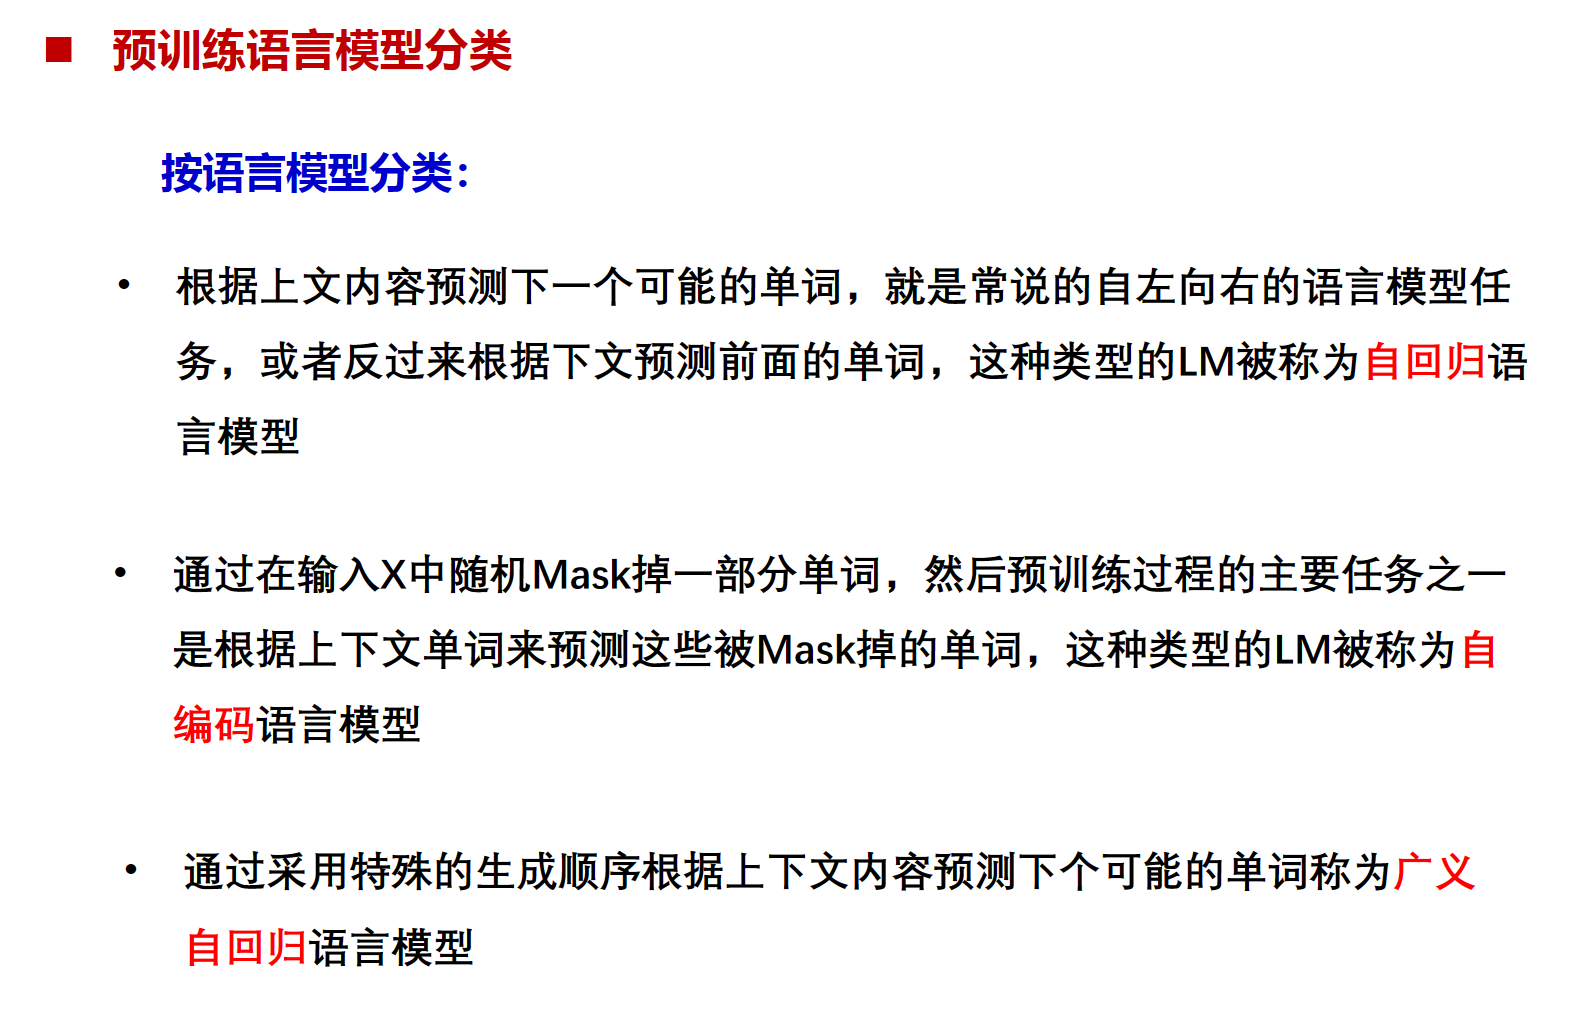 预训练语言模型分类
按语言模型分类：
• 根据上文内容预测下一个可能的单词，就是常说的自左向右的语言模型任
务，或者反过来根据下文预测前面的单词，这种类型的LM被称为自回归语
言模型
• 通过在输入X中随机Mask掉一部分单词，然后预训练过程的主要任务之一
是根据上下文单词来预测这些被Mask掉的单词，这种类型的LM被称为自
编码语言模型
• 通过采用特殊的生成顺序根据上下文内容预测下个可能的单词称为广义
自回归语言模型